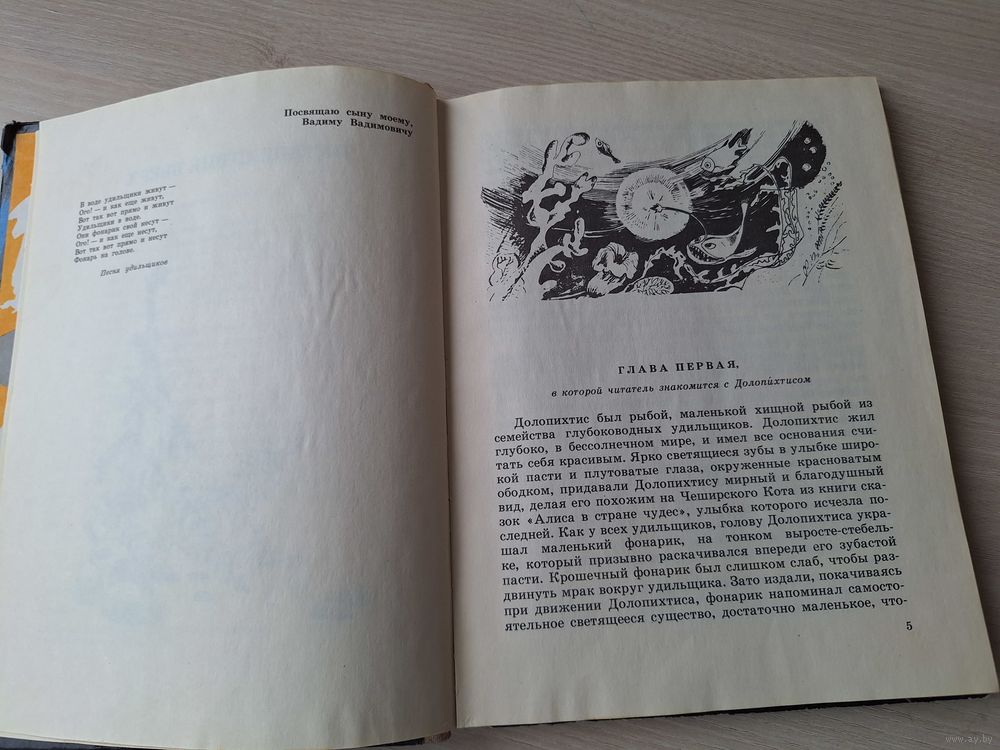 Посвящаю сыну моему,
Вадиму Вадимовичу
В воде удильщики живут —
Ого! — и как еще живут,
Вот так вот прямо и живут
Удильщики в воде.
Они фонарик свой несут —
Ого! — и как еще несут,
Вот так вот прямо и несут
Фонарь на голове.
Песня удильщиков
ГЛАВА ПЕРВАЯ,
в которой читатель знакомится с Долопи́хтисом
Долопихтис был рыбой, маленькой хищной рыбой из
семейства глубоководных удильщиков. Долопихтис жил
глубоко, в бессолнечном мире, и имел все основания счи-
тать себя красивым. Ярко светящиеся зубы в улыбке широ-
кой пасти и плутоватые глаза, окруженные красноватым
ободком, придавали Долопихтису мирный и благодушный
вид, делая его похожим на Чеширского Кота из книги ска-
зок «Алиса в стране чудес», улыбка которого исчезла по-
следней. Как у всех удильщиков, голову Долопихтиса укра-
шал маленький фонарик, на тонком выросте-стебель-
ке, который призывно раскачивался впереди его зубастой
пасти. Крошечный фонарик был слишком слаб, чтобы раз-
двинуть мрак вокруг удильщика. Зато издали, покачиваясь
при движении Долопихтиса, фонарик напоминал самосто-
ятельное светящееся существо, достаточно маленькое, что-
5
www.ay.by